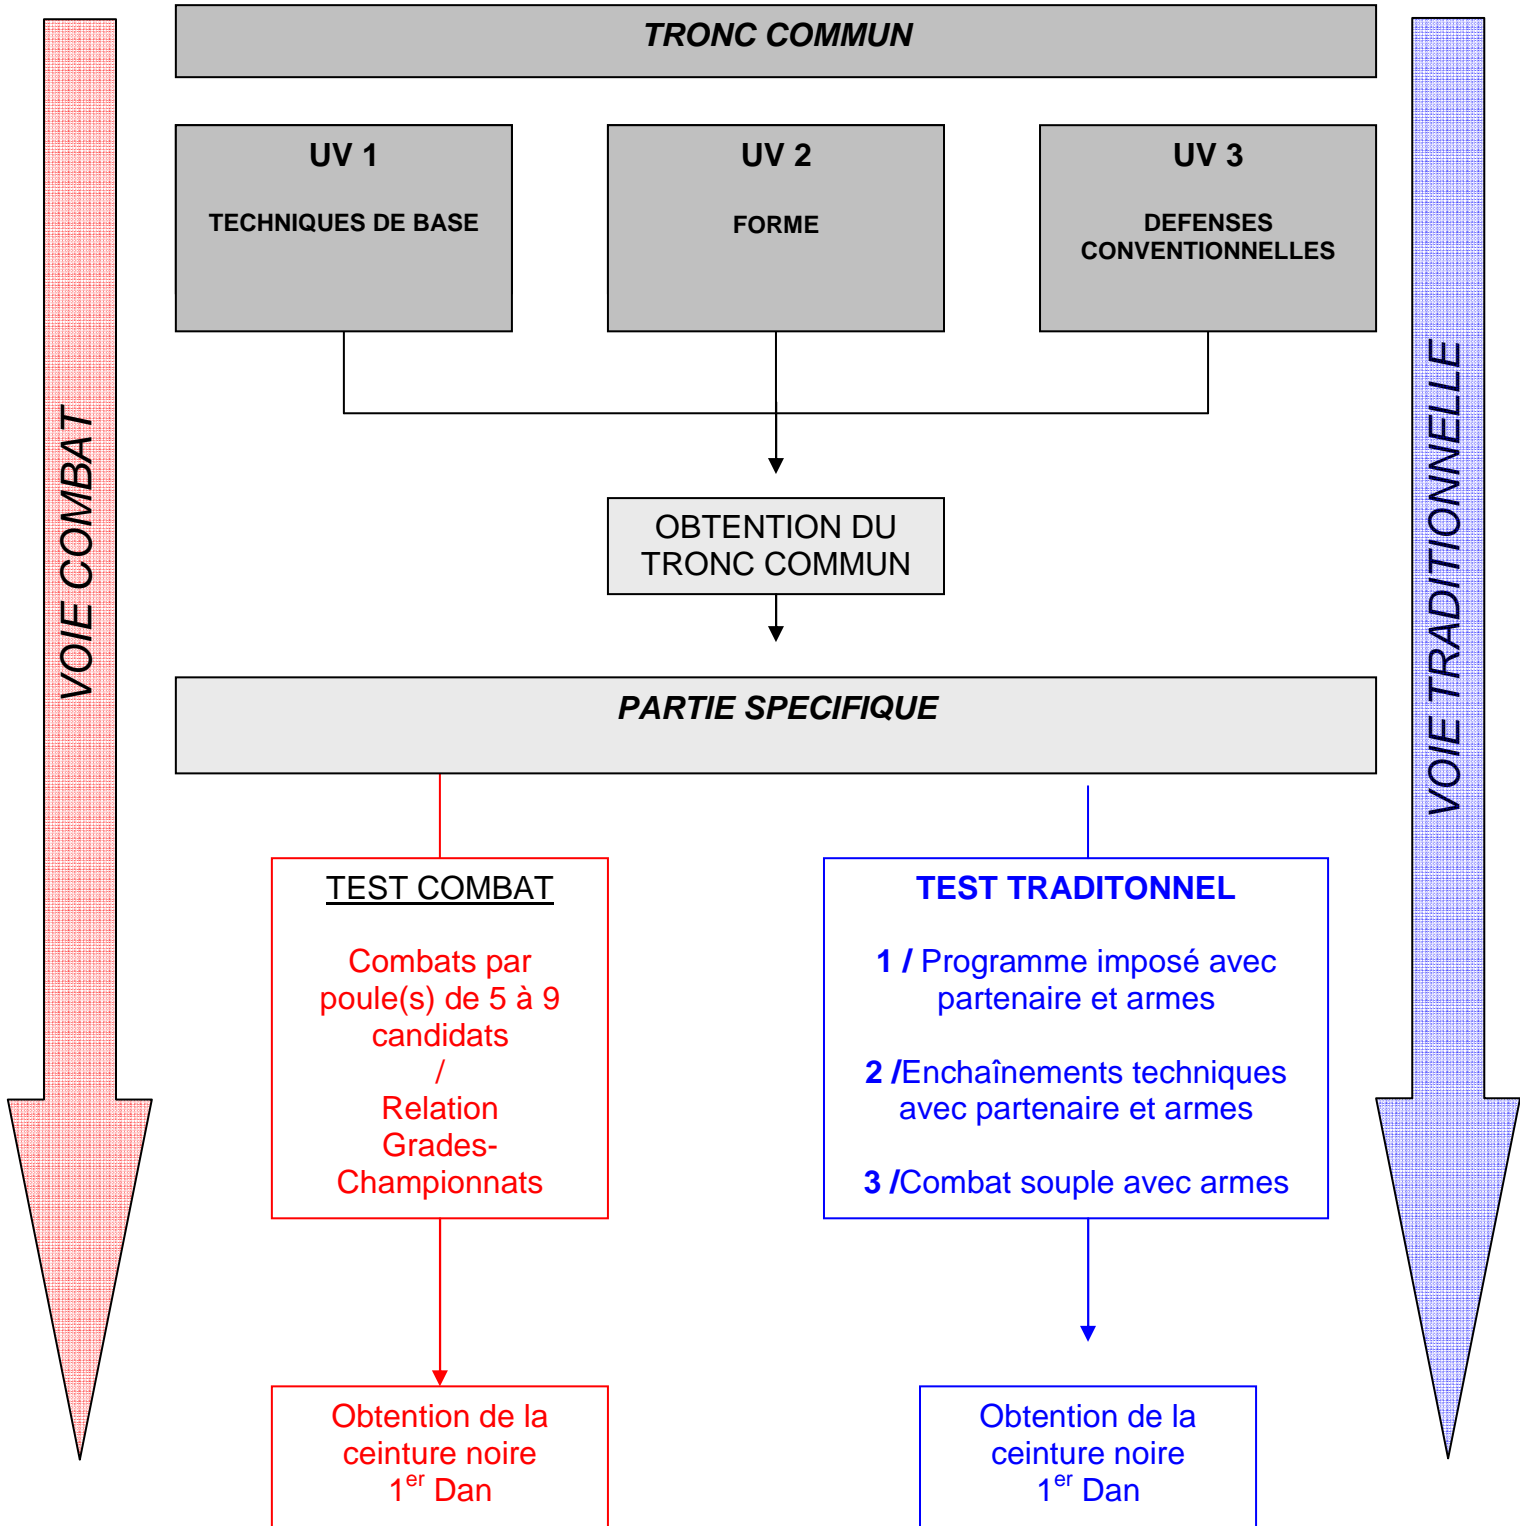 TRONC COMMUN
UV 1
TECHNIQUES DE BASE
UV 2
FORME
UV 3
DEFENSES
CONVENTIONNELLES
VOIE COMBAT
VOIE TRADITIONNELLE
OBTENTION DU
TRONC COMMUN
PARTIE SPECIFIQUE
TEST COMBAT
Combats par
poule(s) de 5 à 9
candidats
/
Relation
Grades-
Championnats
TEST TRADITONNEL
1 / Programme imposé avec
partenaire et armes
2 /Enchaînements techniques
avec partenaire et armes
3 /Combat souple avec armes
Obtention de la
ceinture noire
1er Dan
Obtention de la
ceinture noire
1er Dan